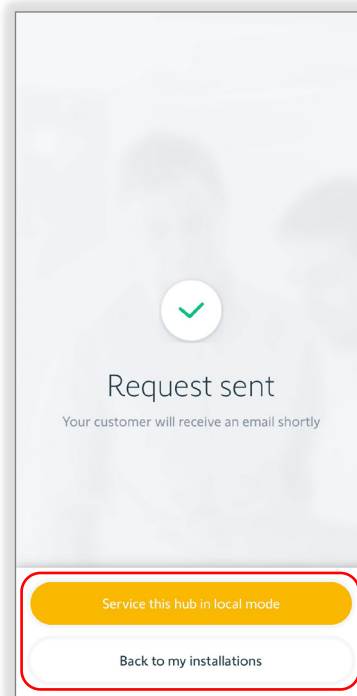 Request sent
Your customer will receive an email shortly
Service this hub in local mode
Back to my installations